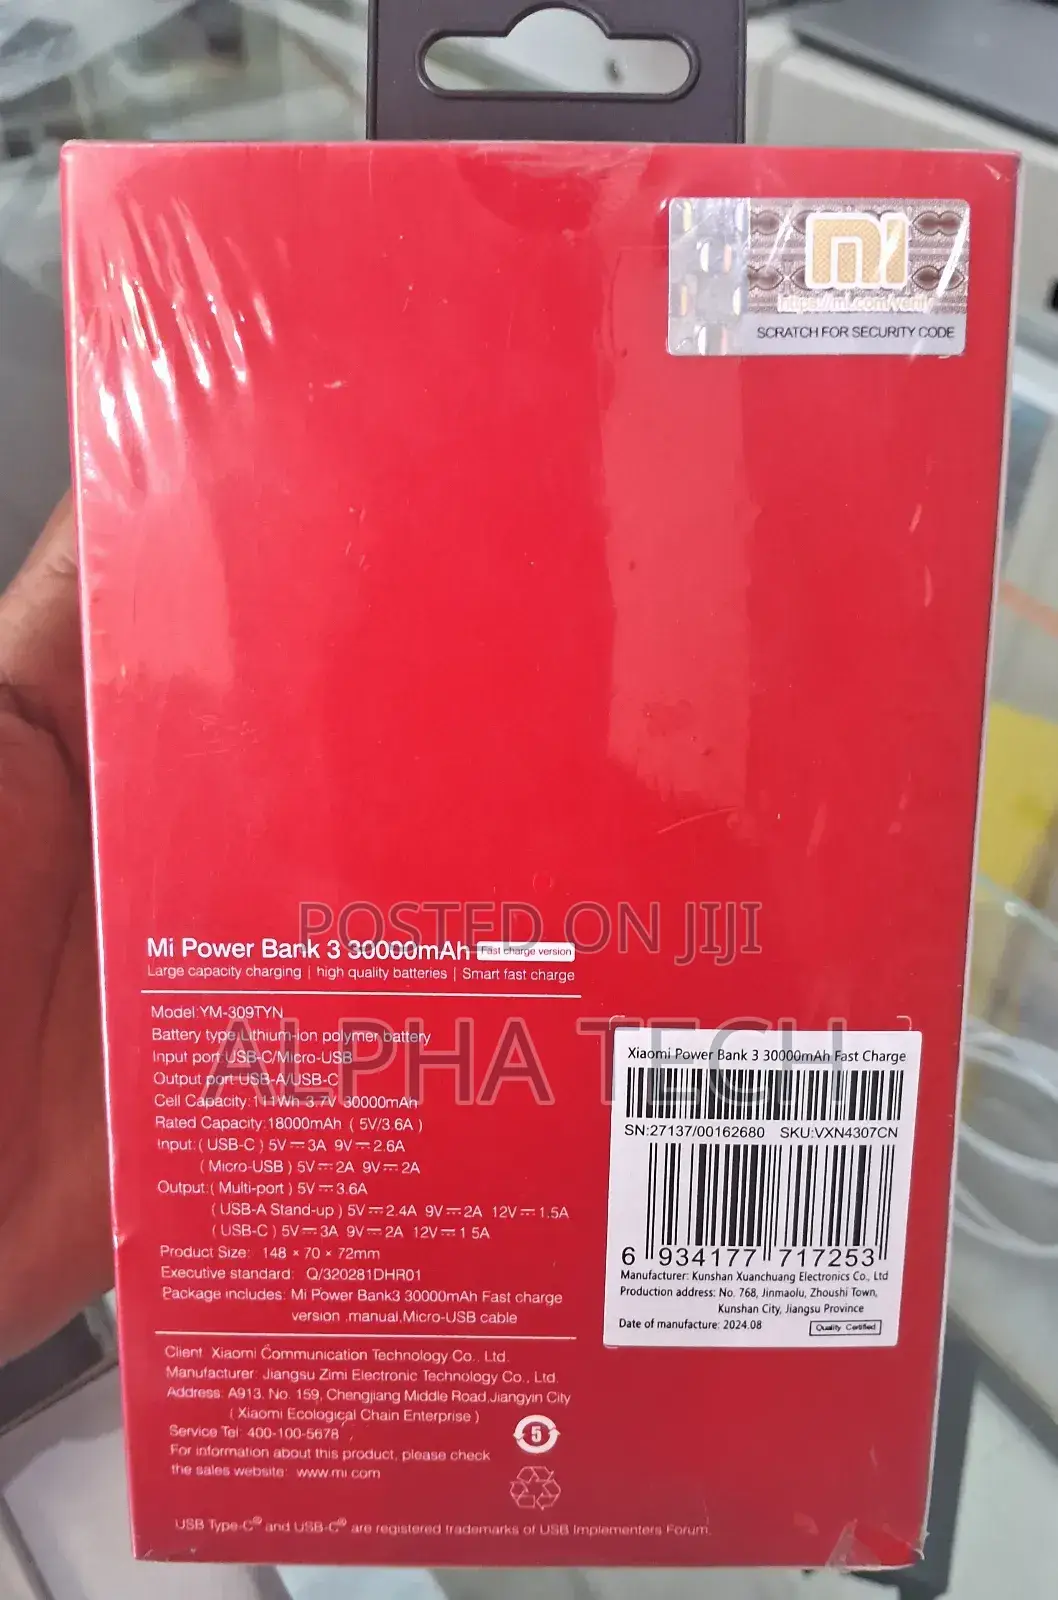 mi
https://mi.com/verify
SCRATCH FOR SECURITY CODE
POSTED ON JIJI
Mi Power Bank 3 30000mAh Fast charge version
Large capacity charging | high quality batteries | Smart fast charge
ALPHA TECH
Model:YM-309TYN
Battery type:Lithium-ion polymer battery
Input port:USB-C/Micro-USB
Output port:USB-A/USB-C
Cell Capacity:111Wh 3.7V 30000mAh
Rated Capacity:18000mAh ( 5V/3.6A )
Input:( USB-C ) 5V⎓3A 9V⎓2.6A
( Micro-USB ) 5V⎓2A 9V⎓2A
Output:( Multi-port ) 5V⎓3.6A
( USB-A Stand-up ) 5V⎓2.4A 9V⎓2A 12V⎓1.5A
( USB-C ) 5V⎓3A 9V⎓2A 12V⎓1 5A
Product Size: 148 × 70 × 72mm
Executive standard: Q/320281DHR01
Package includes: Mi Power Bank3 30000mAh Fast charge
version ,manual,Micro-USB cable
Client: Xiaomi Communication Technology Co., Ltd.
Manufacturer: Jiangsu Zimi Electronic Technology Co., Ltd.
Address: A913. No. 159, Chengjiang Middle Road,Jiangyin City
( Xiaomi Ecological Chain Enterprise )
Service Tel: 400-100-5678
For information about this product, please check
the sales website: www.mi.com
5
USB Type-C® and USB-C® are registered trademarks of USB Implementers Forum.
Xiaomi Power Bank 3 30000mAh Fast Charge
SN:27137/00162680 SKU:VXN4307CN
6 934177 717253
Manufacturer: Kunshan Xuanchuang Electronics Co., Ltd
Production address: No. 768, Jinmaolu, Zhoushi Town,
Kunshan City, Jiangsu Province
Date of manufacture: 2024.08 Quality Certified